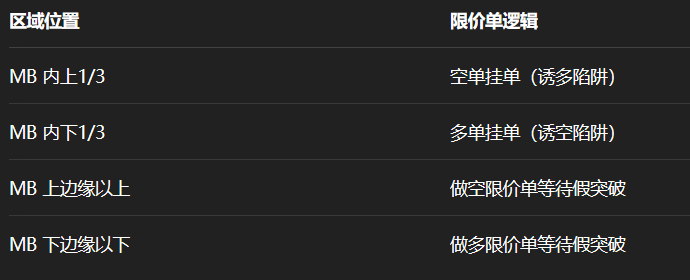 区域位置 限价单逻辑
MB 内上1/3 空单挂单（诱多陷阱）
MB 内下1/3 多单挂单（诱空陷阱）
MB 上边缘以上 做空限价单等待假突破
MB 下边缘以下 做多限价单等待假突破